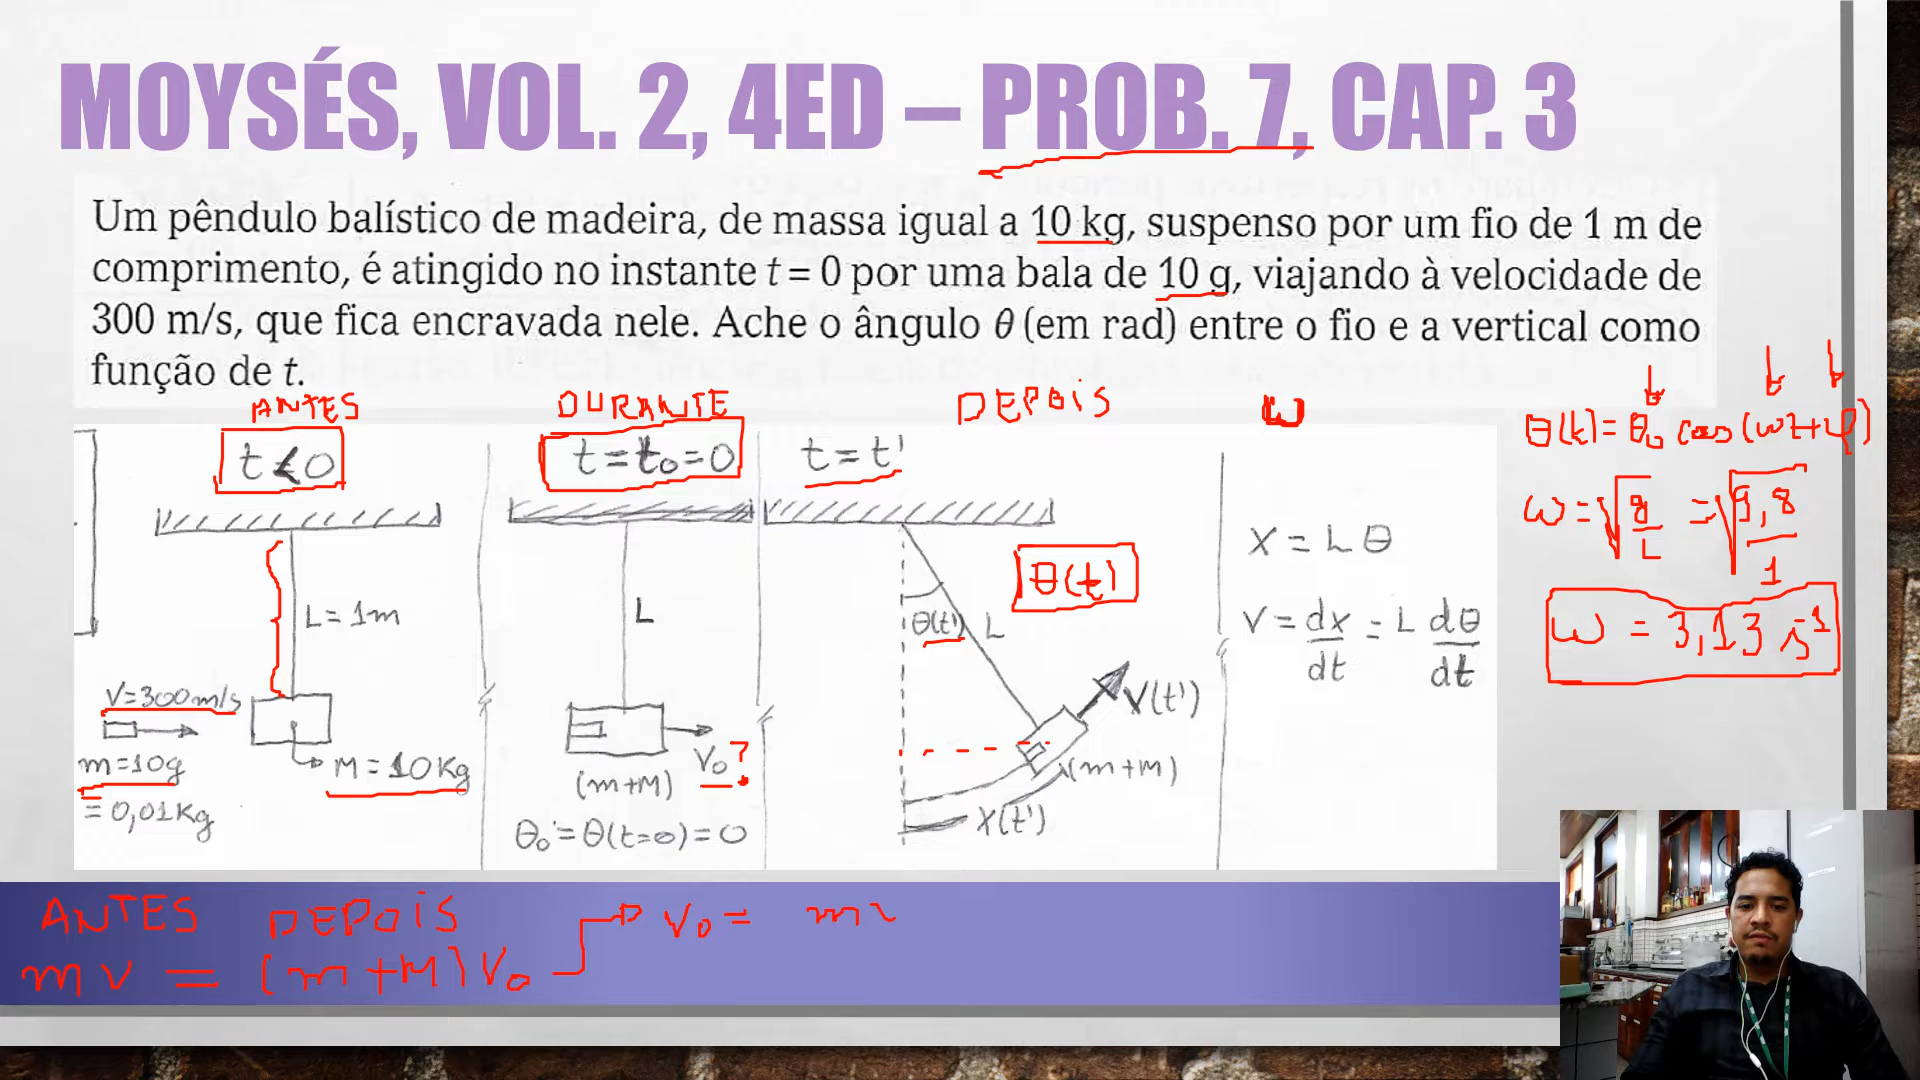 MOYSÉS, VOL. 2, 4ED – PROB. 7, CAP. 3
Um pêndulo balístico de madeira, de massa igual a 10 kg, suspenso por um fio de 1 m de
comprimento, é atingido no instante t = 0 por uma bala de 10 g, viajando à velocidade de
300 m/s, que fica encravada nele. Ache o ângulo θ (em rad) entre o fio e a vertical como
função de t.
ANTES
t < 0
L = 1m
V=300m/s
m=10g
= 0,01Kg
M = 10Kg
DURANTE
t = t₀ = 0
L
V₀ ?
(m+M)
θ₀ = θ(t=0) = 0
DEPOIS
t = t'
θ(t)
θ(t') L
V(t')
(m+M)
X(t')
ω
X = L θ
V = dx/dt = L dθ/dt
θ(t) = θ₀ cos (ωt+φ)
ω = √g/L = √9,8/1
ω = 3,13 s⁻¹
ANTES DEPOIS
m v = (m + M) V₀
V₀ = mv